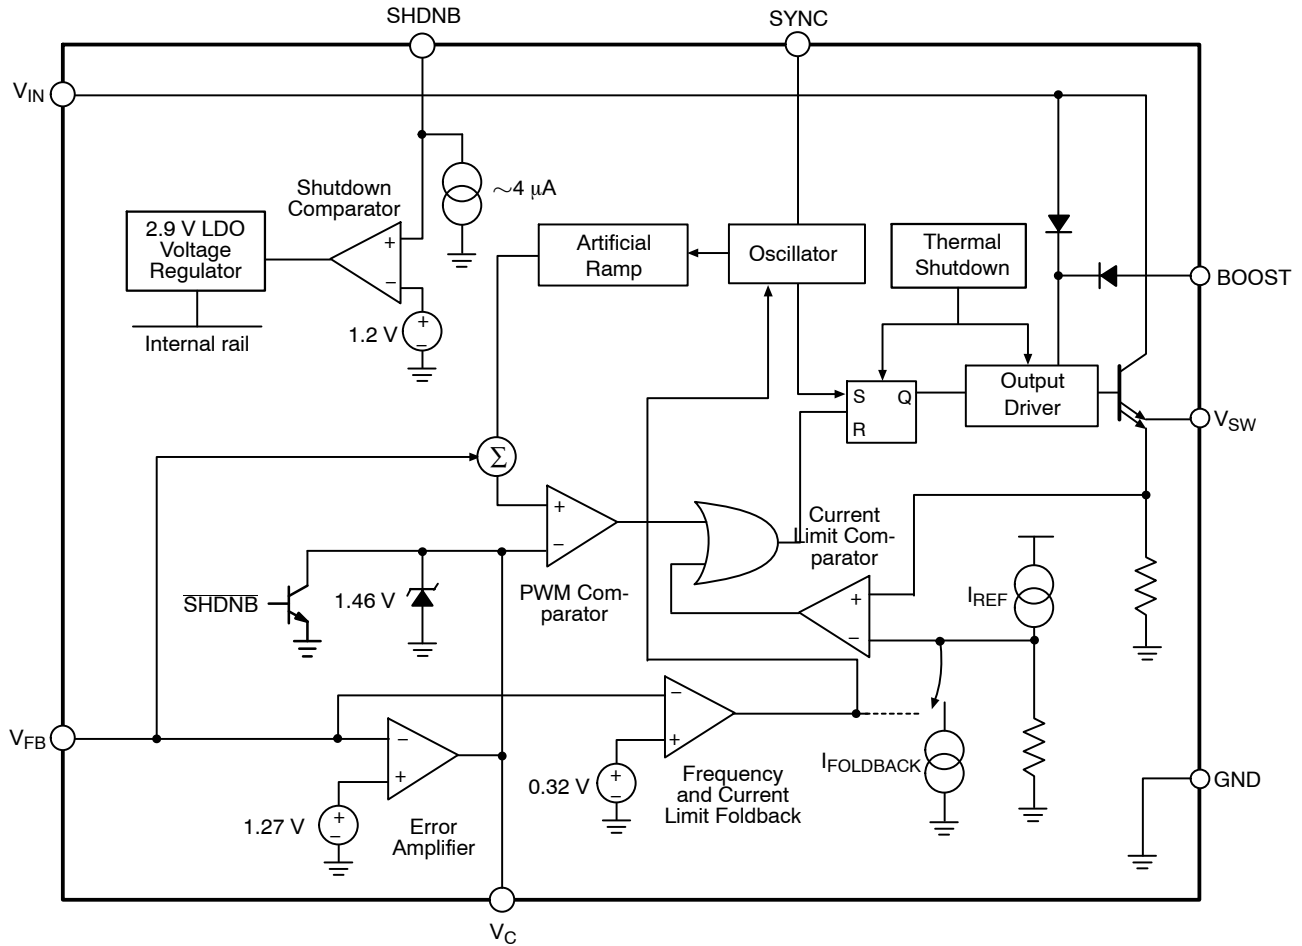 SHDNB
SYNC
V_IN
Shutdown
Comparator
~4 μA
2.9 V LDO
Voltage
Regulator
+
−
Artificial
Ramp
Oscillator
Thermal
Shutdown
BOOST
Internal rail
1.2 V
+
−
S
Q
R
Output
Driver
V_SW
Σ
+
−
PWM Com-
parator
Current
Limit Com-
parator
+
−
I_REF
SHDNB
1.46 V
V_FB
−
+
−
+
0.32 V
+
−
Frequency
and Current
Limit Foldback
I_FOLDBACK
GND
1.27 V
+
−
Error
Amplifier
V_C